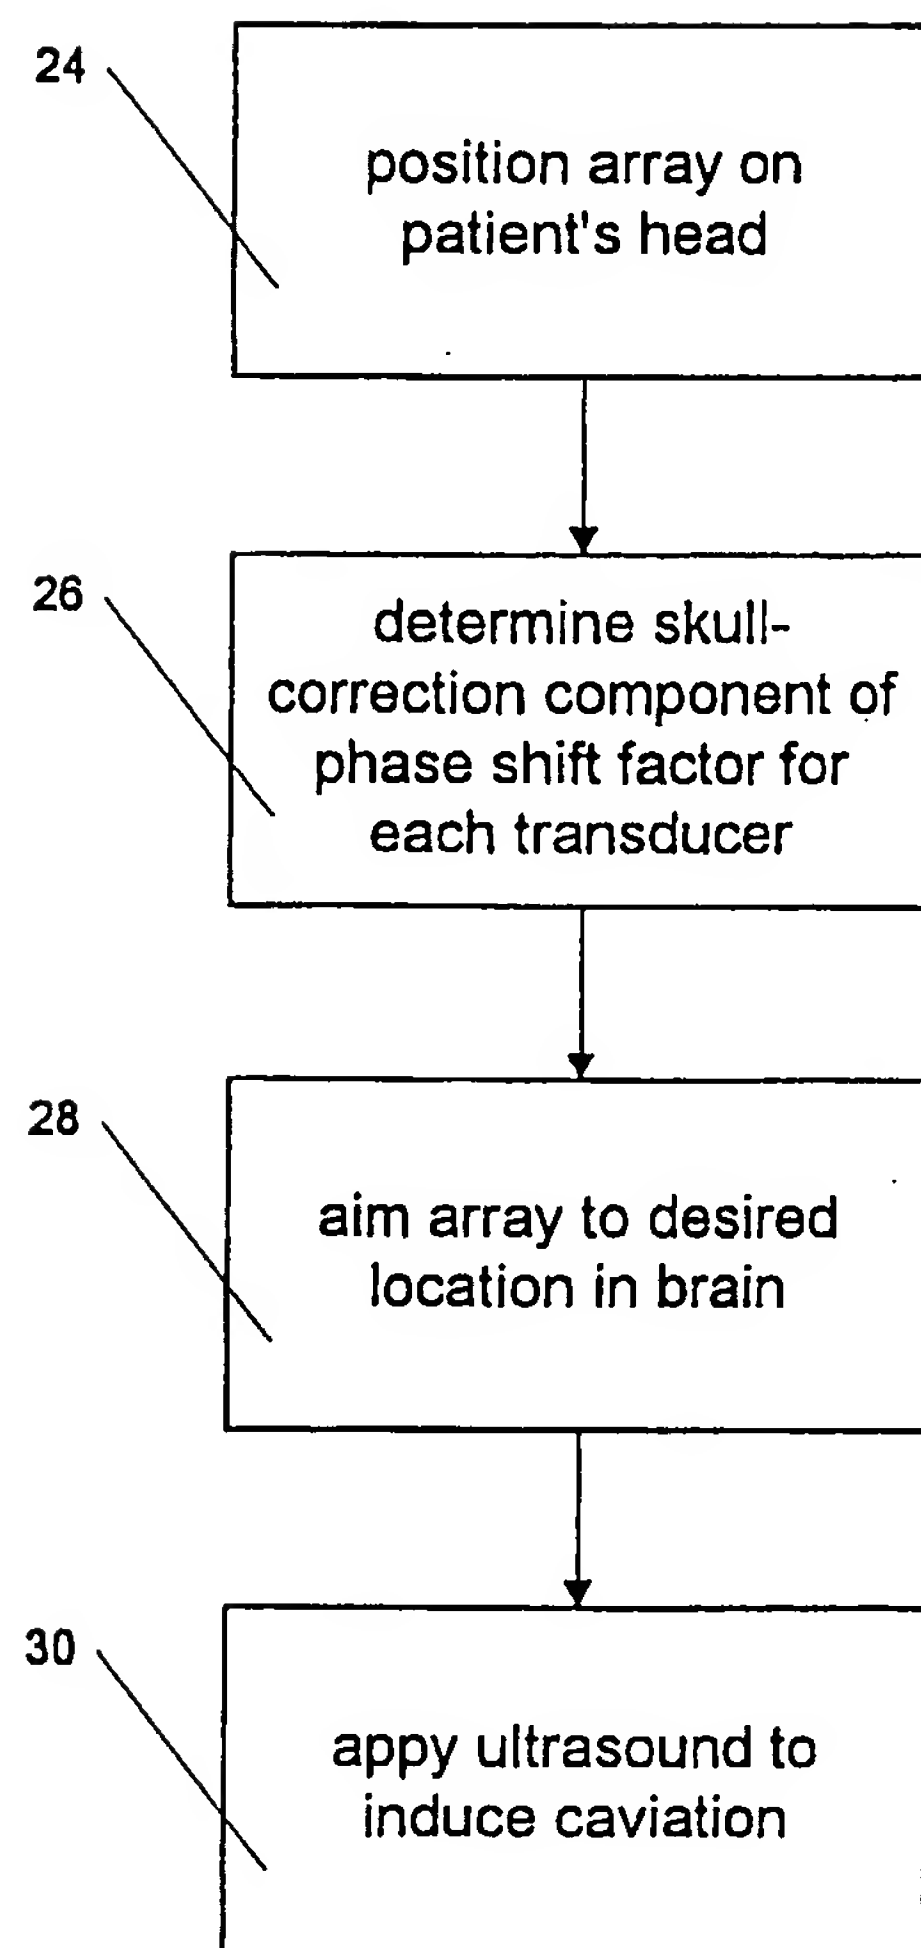 24
position array on
patient's head
26
determine skull-
correction component of
phase shift factor for
each transducer
28
aim array to desired
location in brain
30
appy ultrasound to
induce caviation